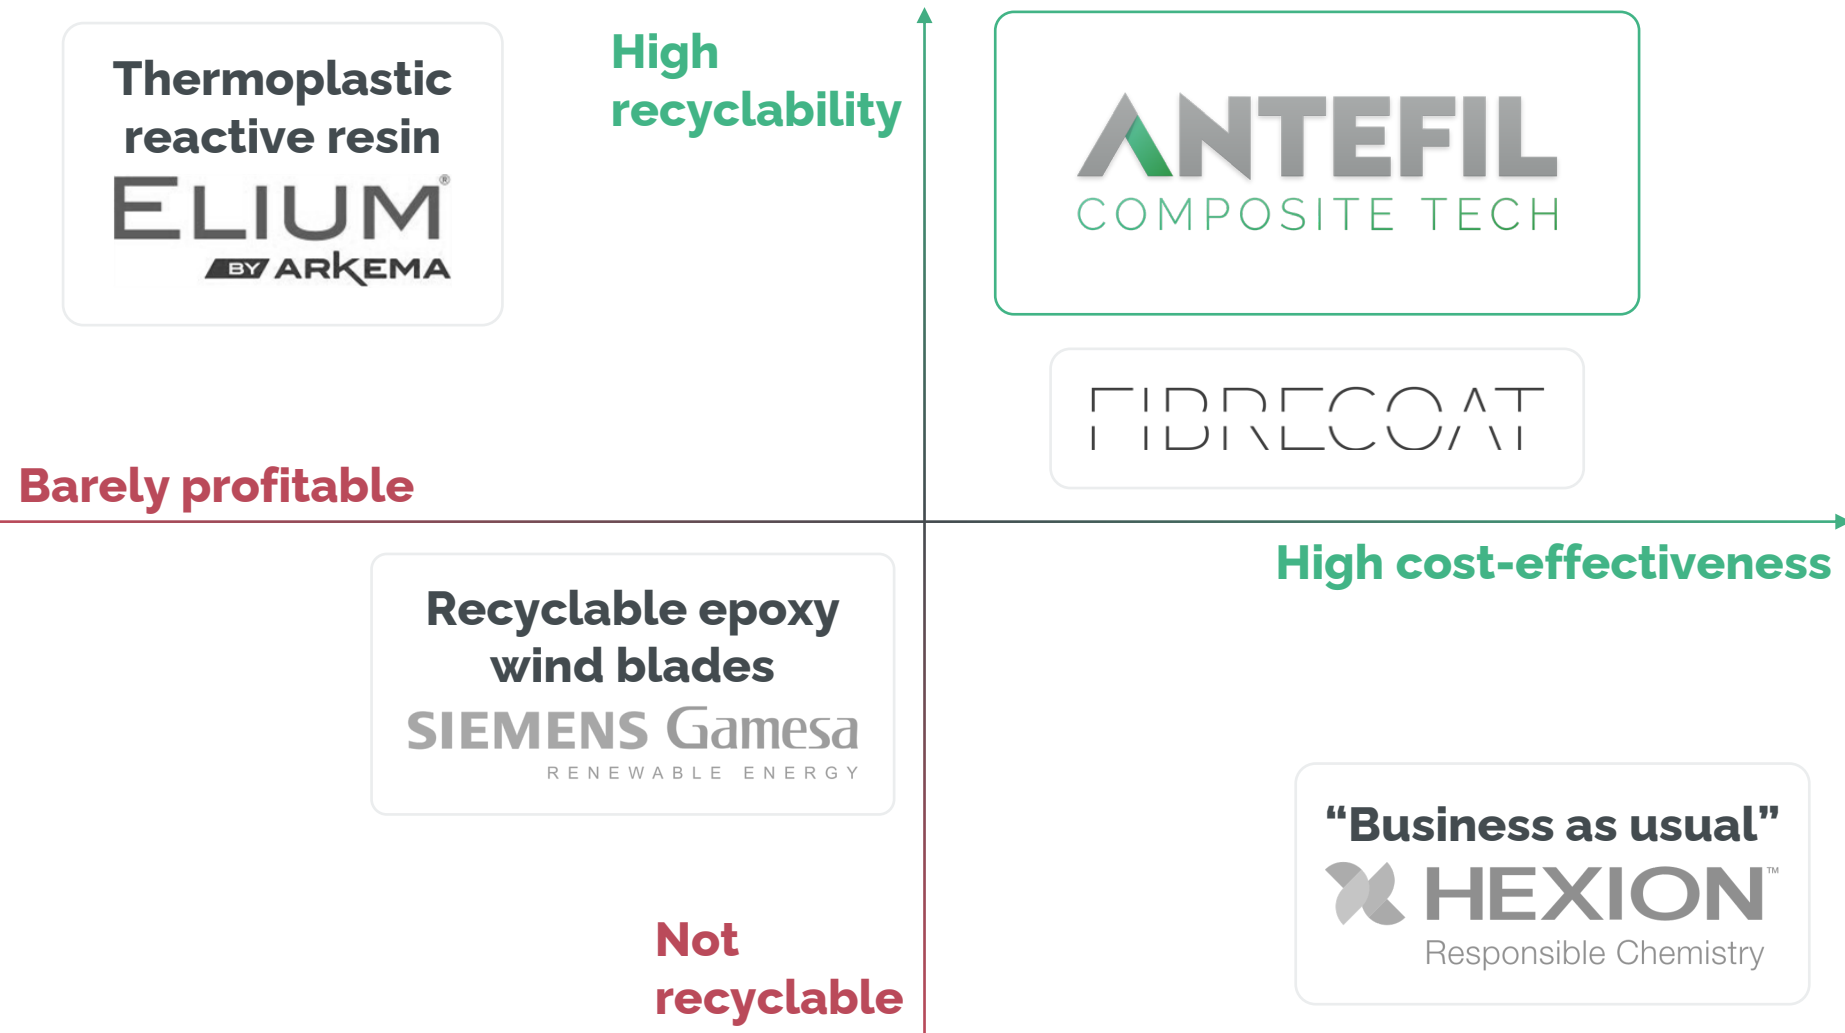 Thermoplastic
reactive resin
ELIUM®
BY ARKEMA
High
recyclability
ANTEFIL
COMPOSITE TECH
FIBRECOAT
Barely profitable
High cost-effectiveness
Recyclable epoxy
wind blades
SIEMENS Gamesa
RENEWABLE ENERGY
“Business as usual”
HEXION™
Responsible Chemistry
Not
recyclable